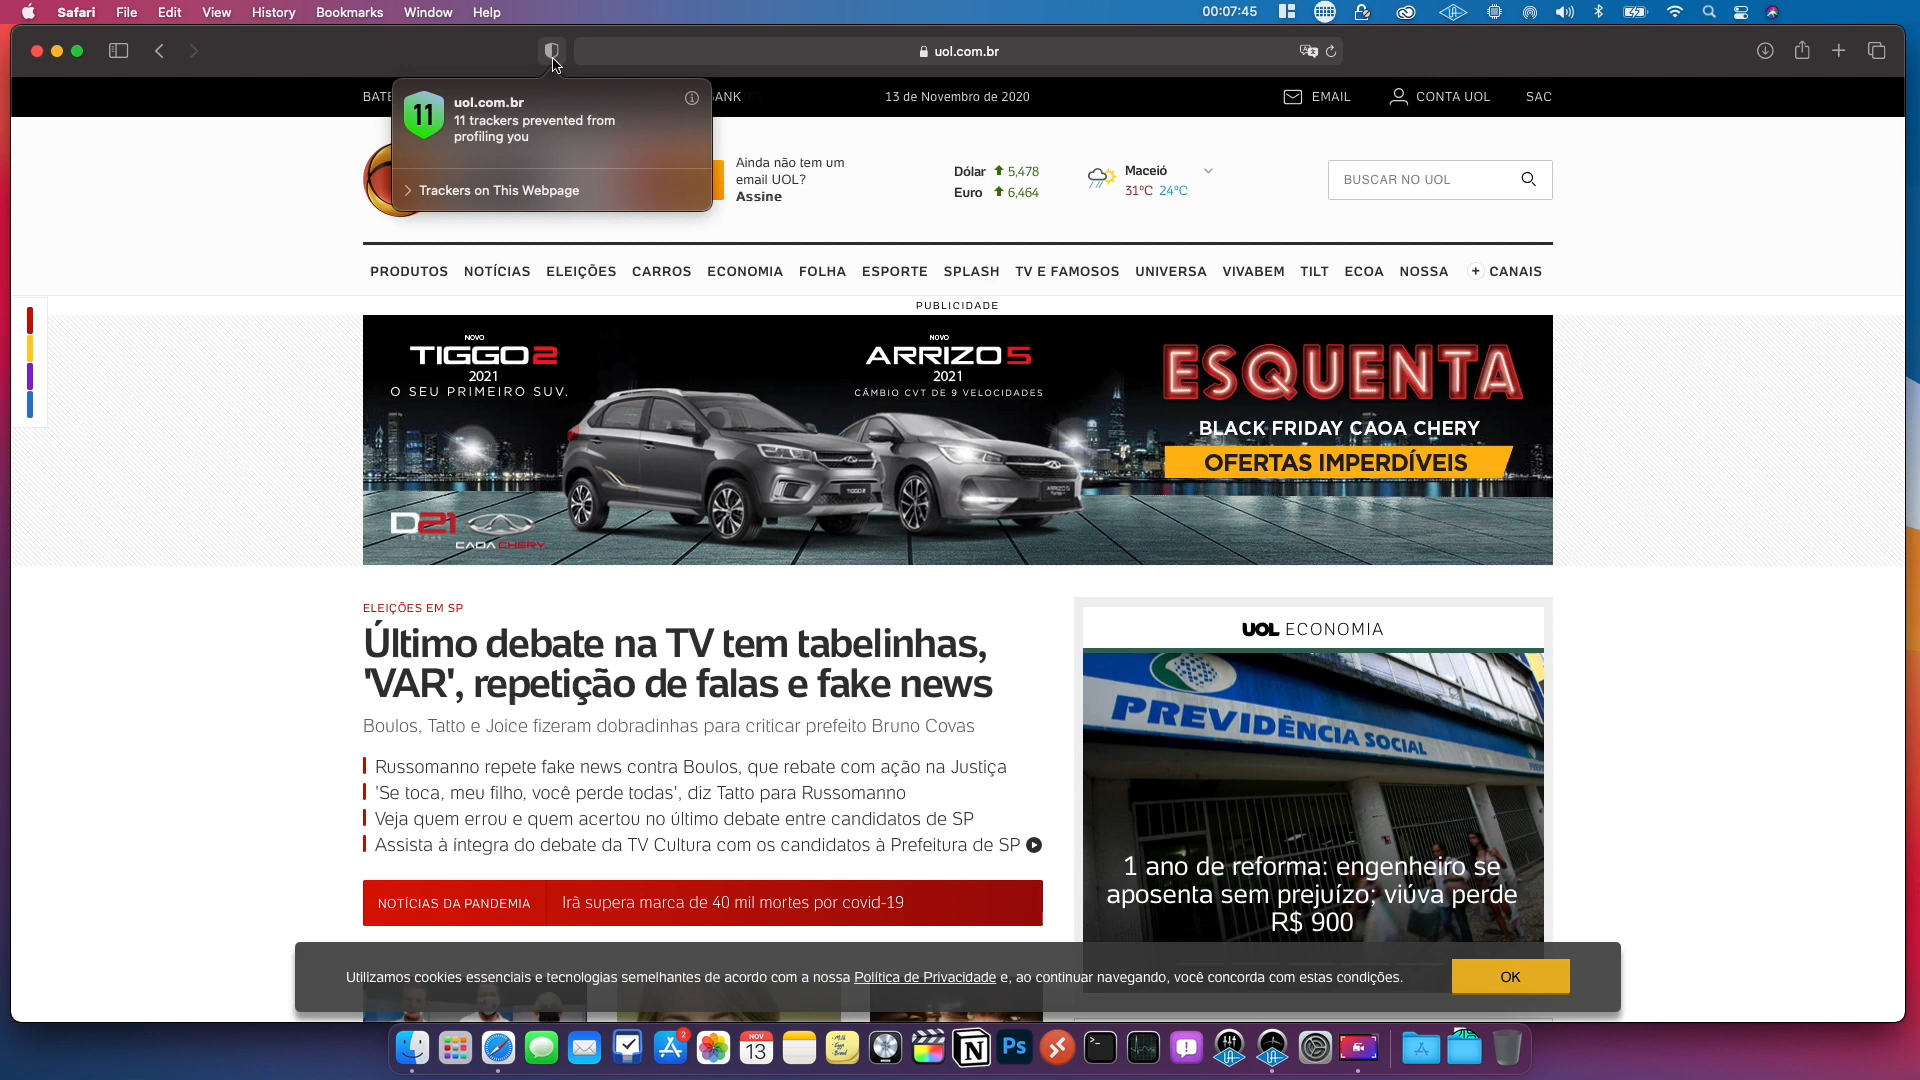 Safari File Edit View History Bookmarks Window Help
00:07:45
uol.com.br
BATE
ANK
13 de Novembro de 2020
EMAIL
CONTA UOL
SAC
11
uol.com.br
11 trackers prevented from
profiling you
Trackers on This Webpage
Ainda não tem um
email UOL?
Assine
Dólar 5,478
Euro 6,464
Maceió
31ºC 24ºC
BUSCAR NO UOL
PRODUTOS NOTÍCIAS ELEIÇÕES CARROS ECONOMIA FOLHA ESPORTE SPLASH TV E FAMOSOS UNIVERSA VIVABEM TILT ECOA NOSSA + CANAIS
PUBLICIDADE
NOVO
TIGGO2
2021
O SEU PRIMEIRO SUV.
NOVO
ARRIZO5
2021
CÂMBIO CVT DE 9 VELOCIDADES
ESQUENTA
BLACK FRIDAY CAOA CHERY
OFERTAS IMPERDÍVEIS
D21
MOTORS
CAOA CHERY
TIGGO2
ARRIZO5
ELEIÇÕES EM SP
Último debate na TV tem tabelinhas,
'VAR', repetição de falas e fake news
Boulos, Tatto e Joice fizeram dobradinhas para criticar prefeito Bruno Covas
Russomanno repete fake news contra Boulos, que rebate com ação na Justiça
'Se toca, meu filho, você perde todas', diz Tatto para Russomanno
Veja quem errou e quem acertou no último debate entre candidatos de SP
Assista à íntegra do debate da TV Cultura com os candidatos à Prefeitura de SP
NOTÍCIAS DA PANDEMIA
Irã supera marca de 40 mil mortes por covid-19
UOL ECONOMIA
PREVIDÊNCIA SOCIAL
1 ano de reforma: engenheiro se
aposenta sem prejuízo; viúva perde
R$ 900
Utilizamos cookies essenciais e tecnologias semelhantes de acordo com a nossa Política de Privacidade e, ao continuar navegando, você concorda com estas condições.
OK
2
NOV
13
Ps